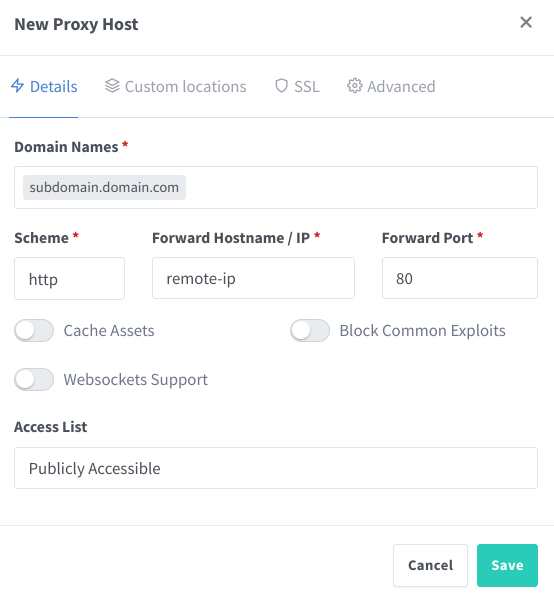 New Proxy Host
Details Custom locations SSL Advanced
Domain Names *
subdomain.domain.com
Scheme * Forward Hostname / IP * Forward Port *
http remote-ip 80
Cache Assets Block Common Exploits
Websockets Support
Access List
Publicly Accessible
Cancel Save